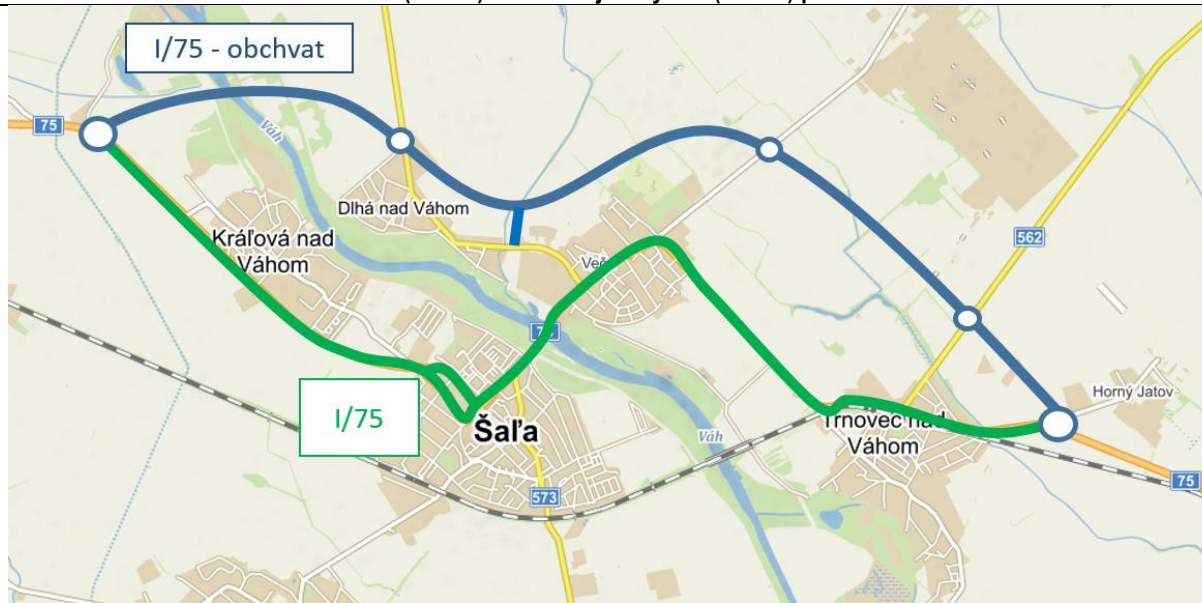 I/75 - obchvat
75
Váh
Dlhá nad Váhom
Kráľová nad
Váhom
562
I/75
Šaľa
573
Váh
Trnovec nad
Váhom
Horný Jatov
75